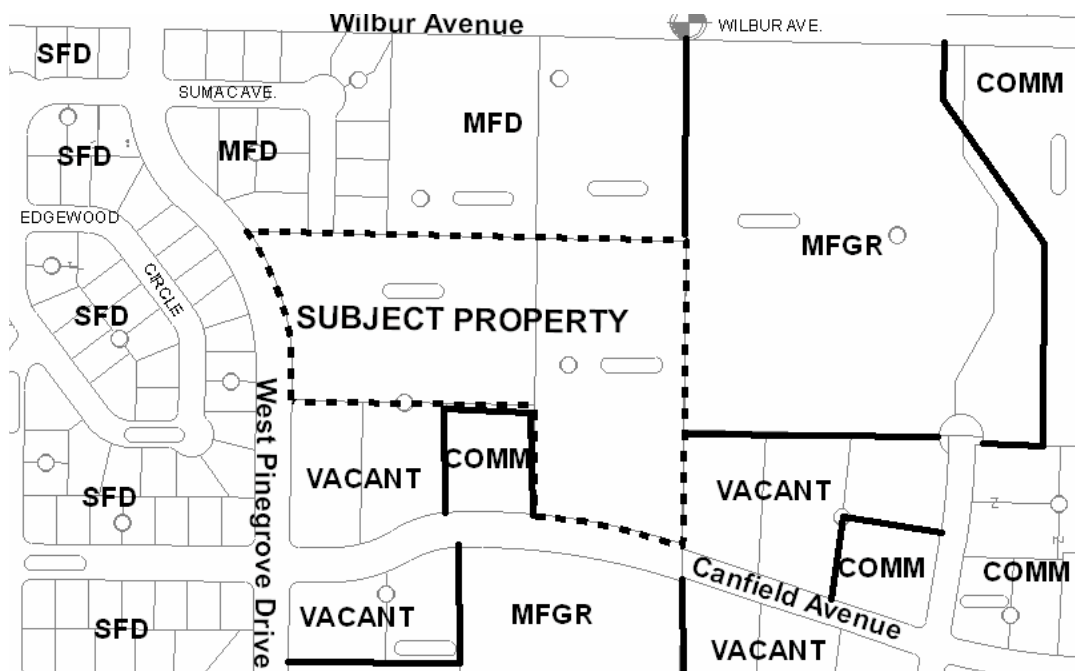 Wilbur Avenue
WILBUR AVE.
SFD
COMM
SUMAC AVE.
MFD
MFD
SFD
EDGEWOOD
CIRCLE
MFGR
SFD
SUBJECT PROPERTY
West Pinegrove Drive
COMM
VACANT
VACANT
SFD
COMM
COMM
Canfield Avenue
VACANT
MFGR
SFD
VACANT